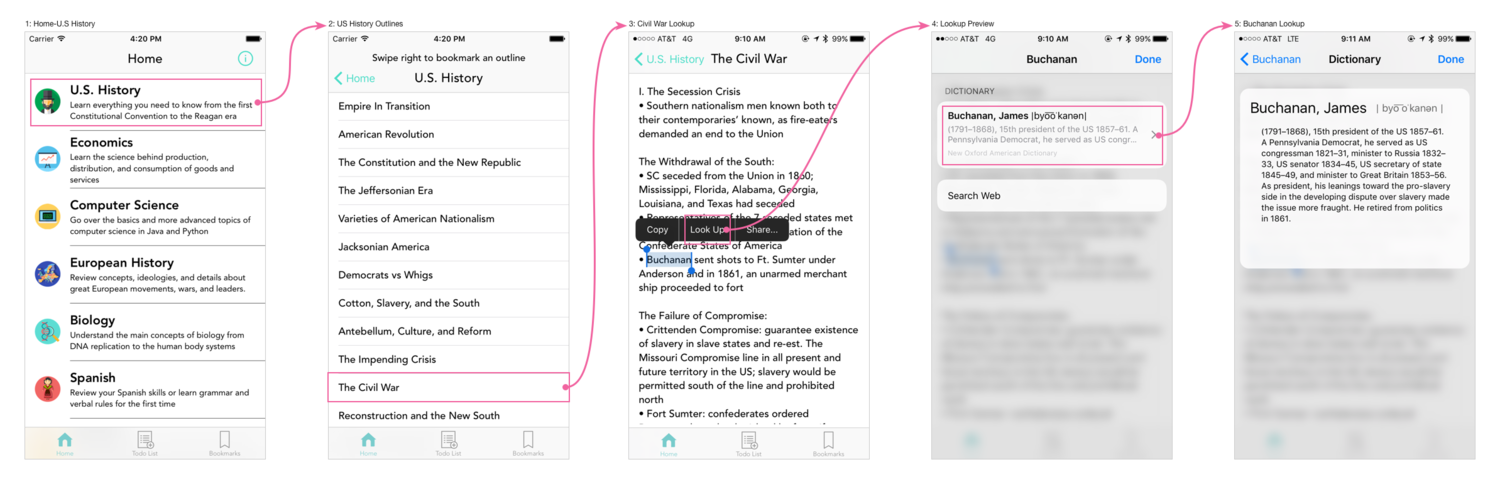 1: Home-U.S History
Carrier
4:20 PM
Home
U.S. History
Learn everything you need to know from the first
Constitutional Convention to the Reagan era
Economics
Learn the science behind production,
distribution, and consumption of goods and
services
Computer Science
Go over the basics and more advanced topics of
computer science in Java and Python
European History
Review concepts, ideologies, and details about
great European movements, wars, and leaders.
Biology
Understand the main concepts of biology from
DNA replication to the human body systems
Spanish
Review your Spanish skills or learn grammar and
verbal rules for the first time
Home
Todo List
Bookmarks
2: US History Outlines
Carrier
4:20 PM
Swipe right to bookmark an outline
Home
U.S. History
Empire In Transition
American Revolution
The Constitution and the New Republic
The Jeffersonian Era
Varieties of American Nationalism
Jacksonian America
Democrats vs Whigs
Cotton, Slavery, and the South
Antebellum, Culture, and Reform
The Impending Crisis
The Civil War
Reconstruction and the New South
Home
Todo List
Bookmarks
3: Civil War Lookup
AT&T 4G
9:10 AM
99%
U.S. History
The Civil War
I. The Secession Crisis
• Southern nationalism men known both to
their contemporaries' known, as fire-eaters
demanded an end to the Union
The Withdrawal of the South:
• SC seceded from the Union in 1860;
Mississippi, Florida, Alabama, Georgia,
Louisiana, and Texas had seceded
• Representatives of the 7 seceded states met
ation of the
Copy
Look Up
Share...
Confederate States of America
• Buchanan sent shots to Ft. Sumter under
Anderson and in 1861, an unarmed merchant
ship proceeded to fort
The Failure of Compromise:
• Crittenden Compromise: guarantee existence
of slavery in slave states and re-est. The
Missouri Compromise line in all present and
future territory in the US; slavery would be
permitted south of the line and prohibited
north
• Fort Sumter: confederates ordered
Home
Todo List
Bookmarks
4: Lookup Preview
AT&T 4G
9:10 AM
99%
Buchanan
Done
DICTIONARY
Buchanan, James |byo͞oˈkanən|
(1791–1868), 15th president of the US 1857–61. A
Pennsylvania Democrat, he served as US congr...
New Oxford American Dictionary
Search Web
5: Buchanan Lookup
AT&T LTE
9:11 AM
99%
Buchanan
Dictionary
Done
Buchanan, James | byo͞oˈkanən |
(1791–1868), 15th president of the US 1857–61.
A Pennsylvania Democrat, he served as US
congressman 1821–31, minister to Russia 1832–
33, US senator 1834–45, US secretary of state
1845–49, and minister to Great Britain 1853–56.
As president, his leanings toward the pro-slavery
side in the developing dispute over slavery made
the issue more fraught. He retired from politics
in 1861.